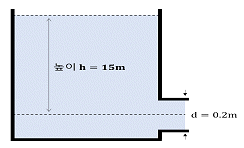 높이 h = 15m
d = 0.2m